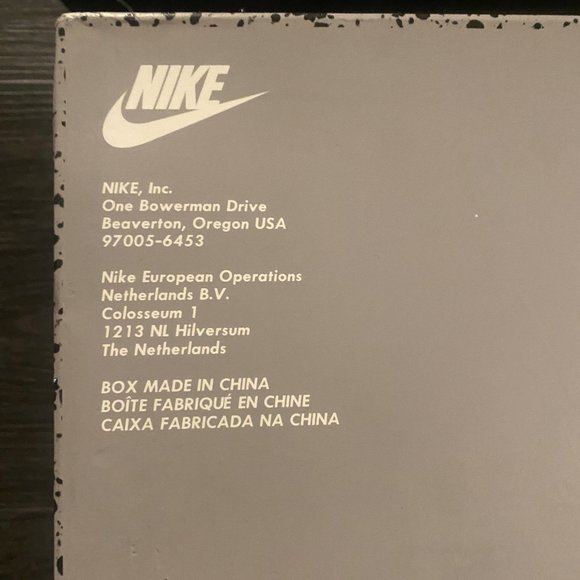 NIKE
NIKE, Inc.
One Bowerman Drive
Beaverton, Oregon USA
97005-6453
Nike European Operations
Netherlands B.V.
Colosseum 1
1213 NL Hilversum
The Netherlands
BOX MADE IN CHINA
BOÎTE FABRIQUÉ EN CHINE
CAIXA FABRICADA NA CHINA